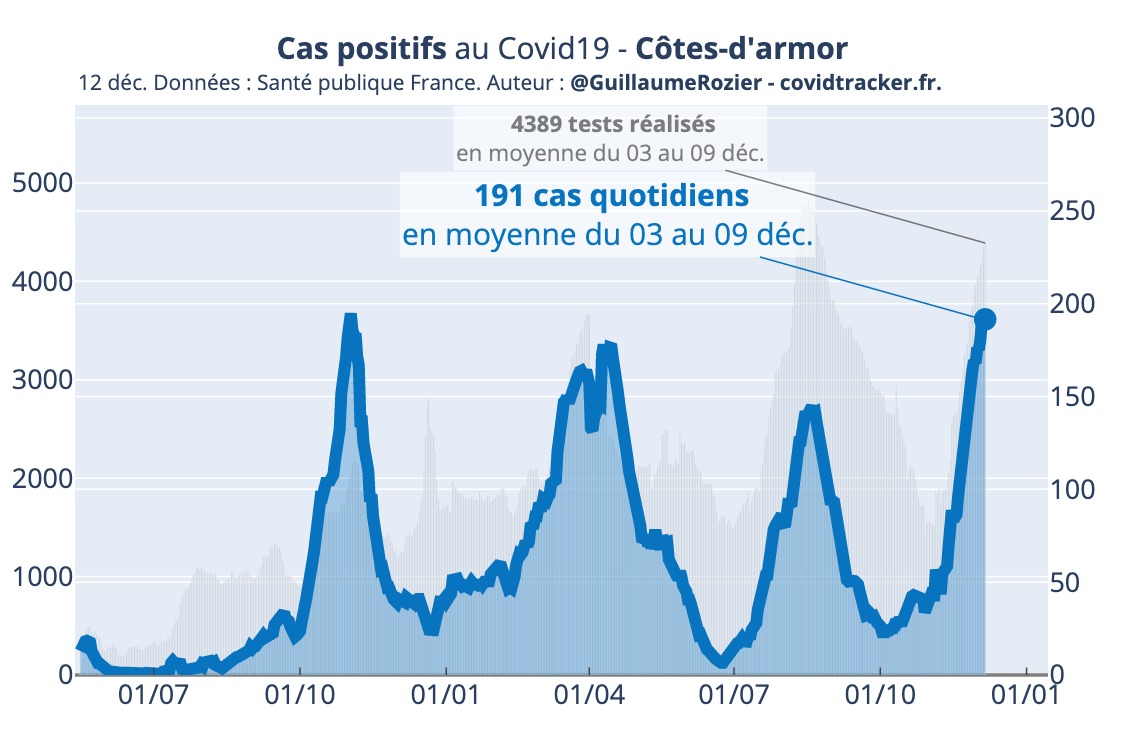 Cas positifs au Covid19 - Côtes-d'armor
12 déc. Données : Santé publique France. Auteur : @GuillaumeRozier - covidtracker.fr.
4389 tests réalisés
en moyenne du 03 au 09 déc.
191 cas quotidiens
en moyenne du 03 au 09 déc.
5000
4000
3000
2000
1000
0
300
250
200
150
100
50
0
01/07 01/10 01/01 01/04 01/07 01/10 01/01